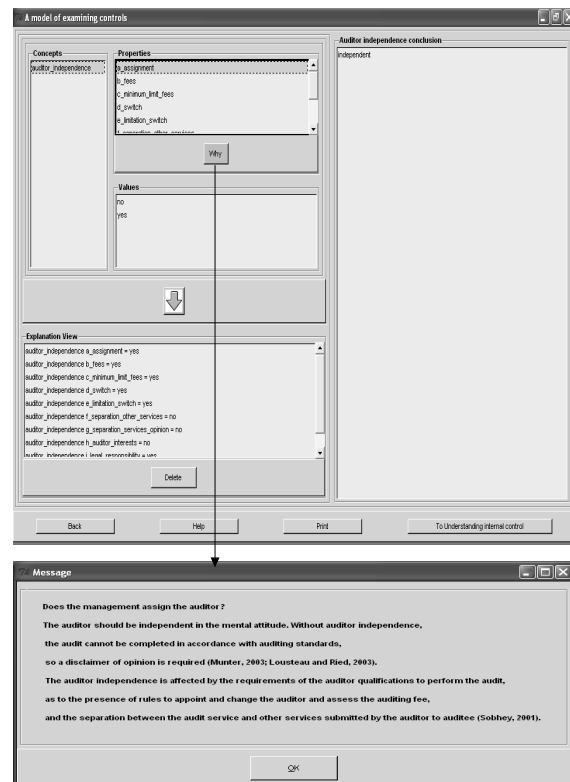 A model of examining controls
Concepts
auditor_independence
Properties
a_assignment
b_fees
c_minimum_limit_fees
d_switch
e_limitation_switch
f_separation_other_services
Why
Values
no
yes
Explanation View
auditor_independence a_assignment = yes
auditor_independence b_fees = yes
auditor_independence c_minimum_limit_fees = yes
auditor_independence d_switch = yes
auditor_independence e_limitation_switch = yes
auditor_independence f_separation_other_services = no
auditor_independence g_separation_services_opinion = no
auditor_independence h_auditor_interests = no
auditor_independence i_legal_responsibility = yes
Delete
Auditor independence conclusion
independent
Back
Help
Print
To Understanding internal control
Message
Does the management assign the auditor ?
The auditor should be independent in the mental attitude. Without auditor independence,
the audit cannot be completed in accordance with auditing standards,
so a disclaimer of opinion is required (Munter, 2003; Lousteau and Ried, 2003).
The auditor independence is affected by the requirements of the auditor qualifications to perform the audit,
as to the presence of rules to appoint and change the auditor and assess the auditing fee,
and the separation between the audit service and other services submitted by the auditor to auditee (Sobhey, 2001).
OK